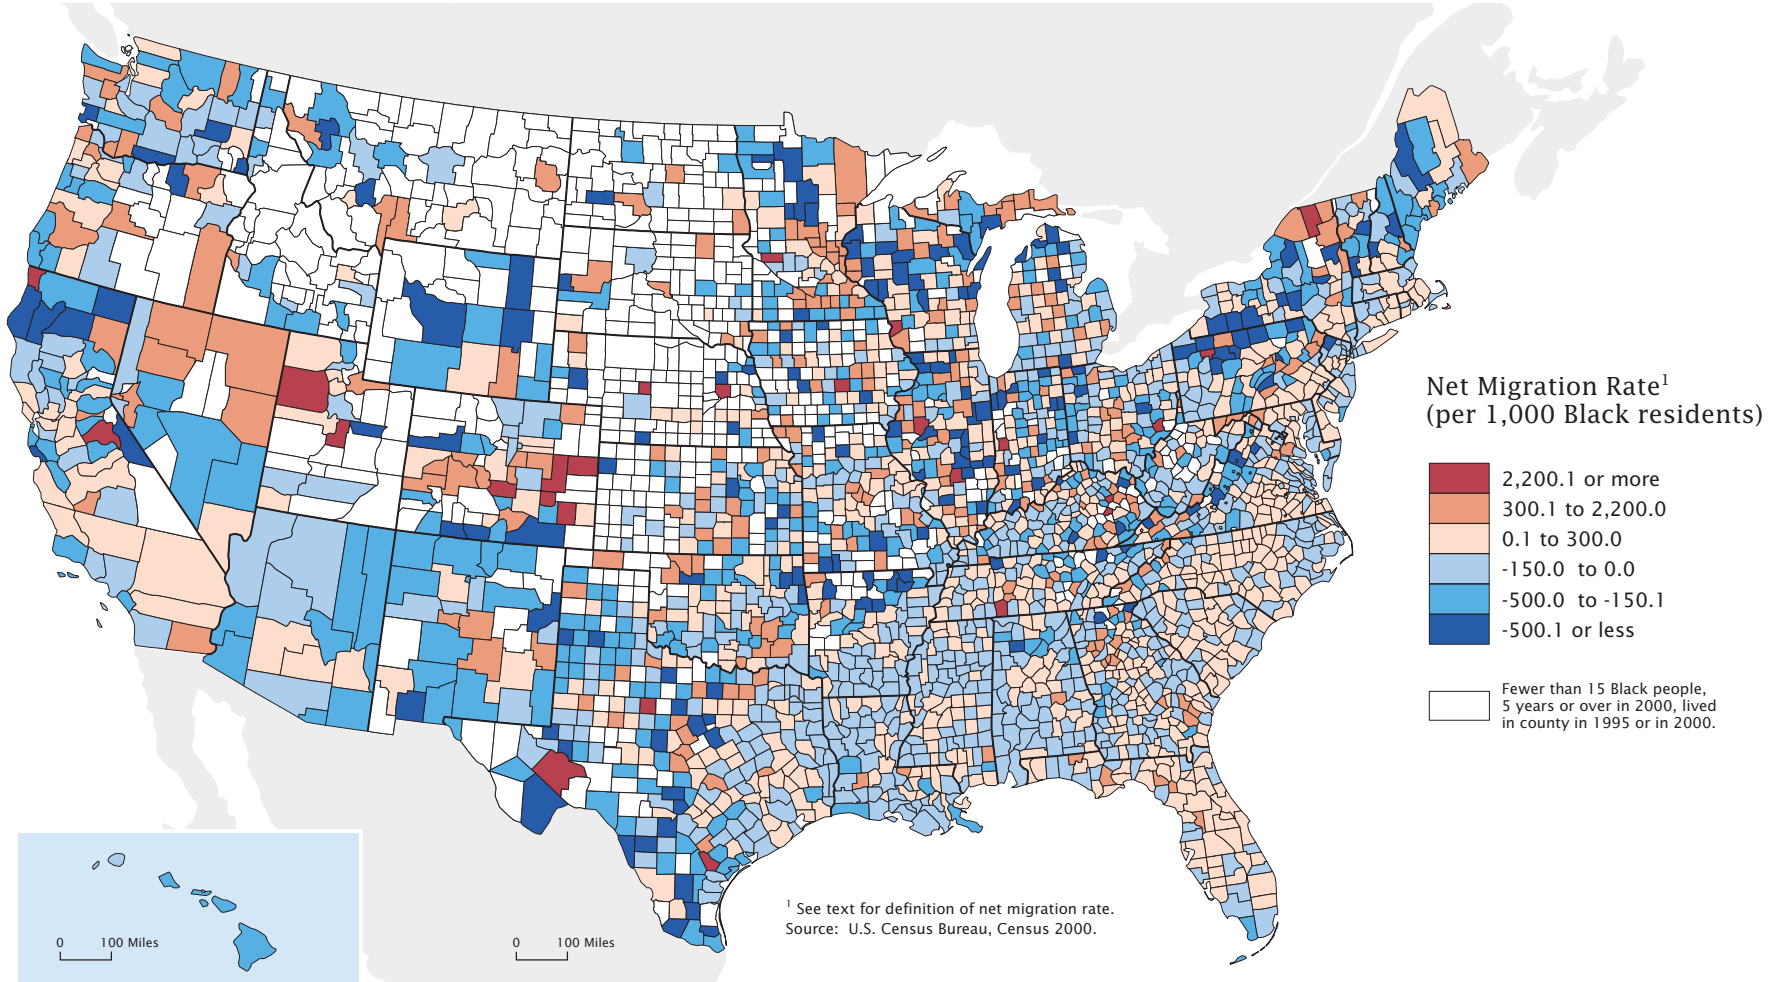 Net Migration Rate¹
(per 1,000 Black residents)
2,200.1 or more
300.1 to 2,200.0
0.1 to 300.0
-150.0 to 0.0
-500.0 to -150.1
-500.1 or less
Fewer than 15 Black people,
5 years or over in 2000, lived
in county in 1995 or in 2000.
¹ See text for definition of net migration rate.
Source: U.S. Census Bureau, Census 2000.
0 100 Miles
0 100 Miles